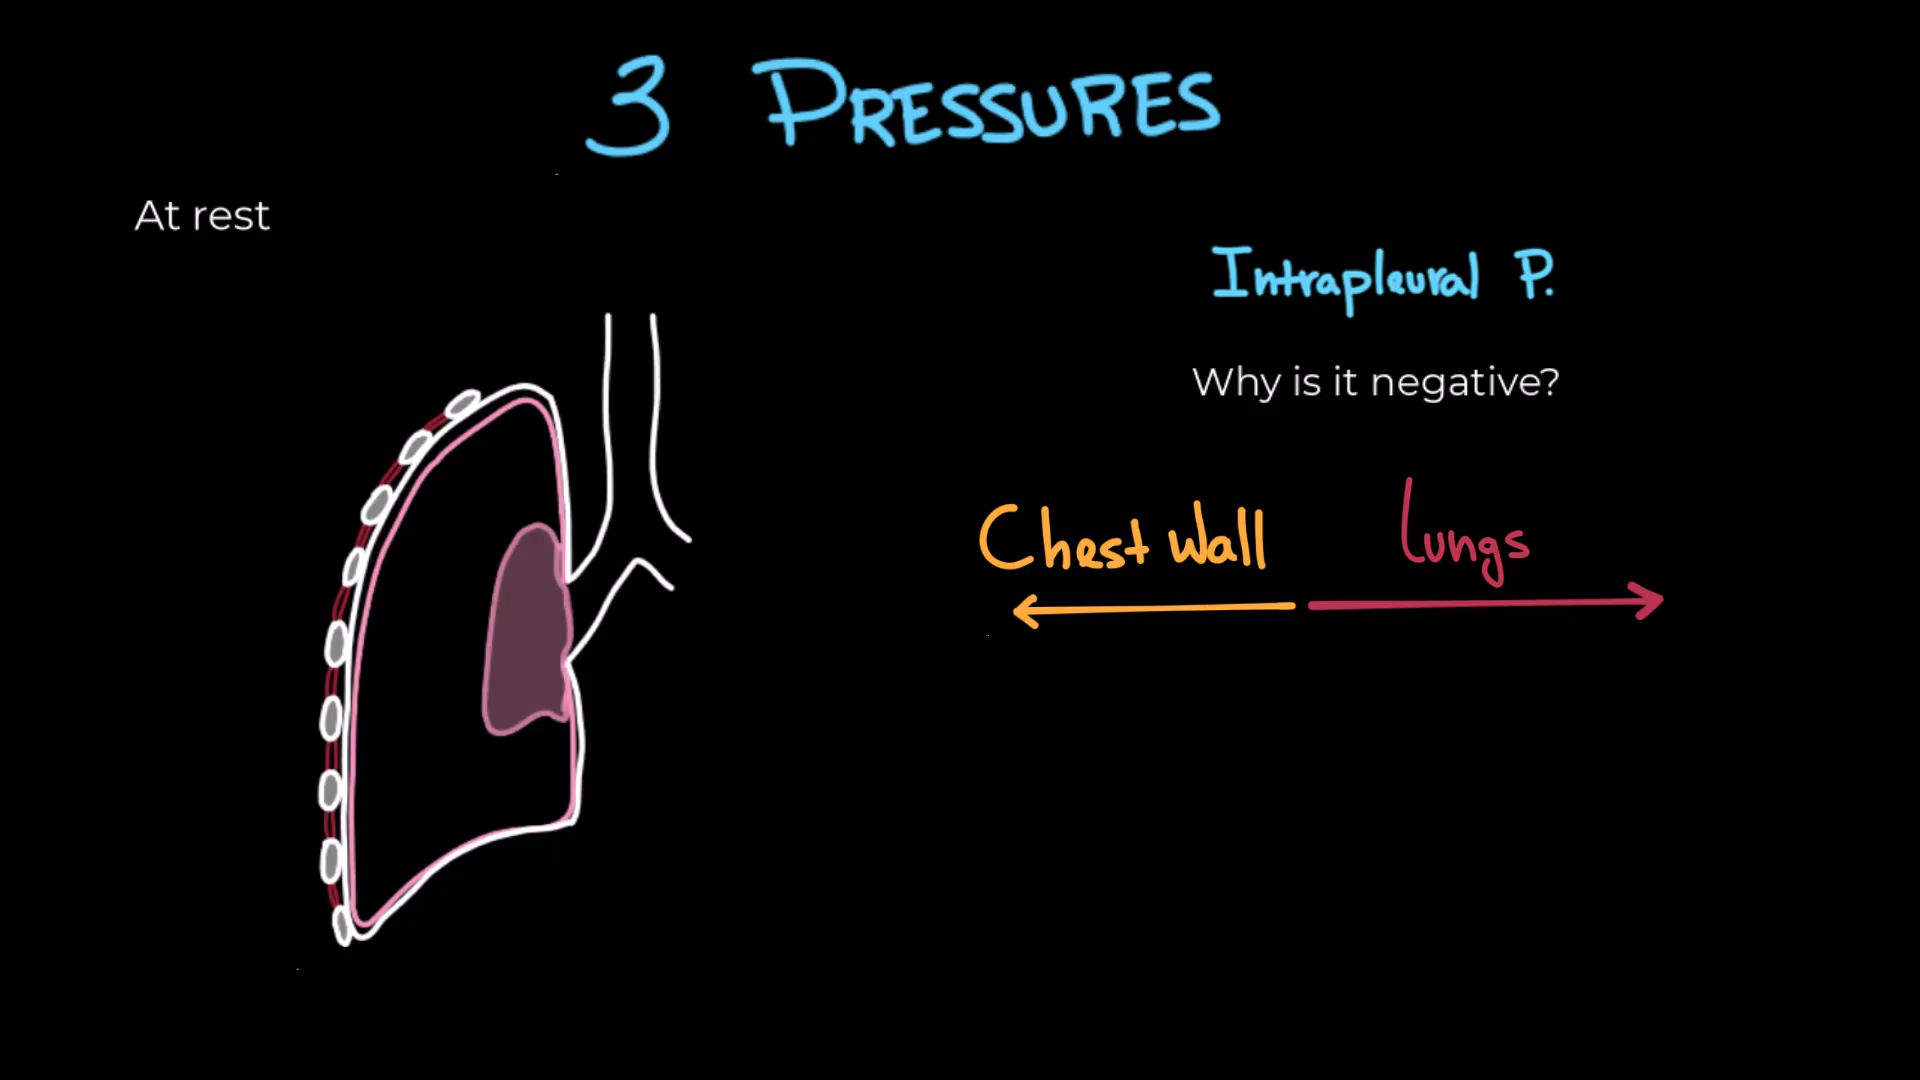 3 PRESSURES
At rest
Intrapleural P.
Why is it negative?
Chest Wall
Lungs